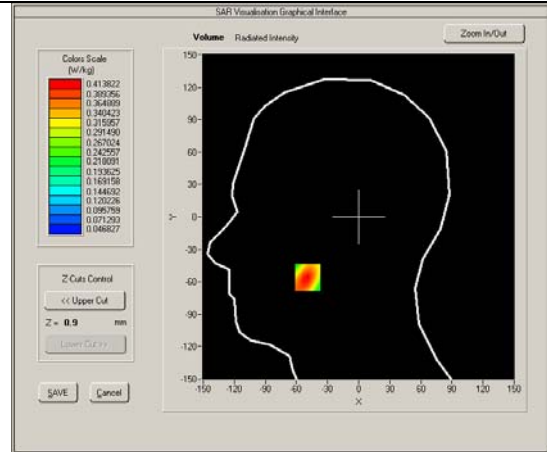 SAR Visualisation Graphical Interface
Volume Radiated Intensity
Zoom In/Out
Colors Scale
(W/kg)
0.413822
0.389356
0.364889
0.340423
0.315957
0.291490
0.267024
0.242557
0.218091
0.193625
0.169158
0.144692
0.120226
0.095759
0.071293
0.046827
Z-Cuts Control
<< Upper Cut
Z = 0.9 mm
Lower Cut >>
SAVE
Cancel
150
120
90
60
30
0
-30
-60
-90
-120
-150
Y
-150 -120 -90 -60 -30 0 30 60 90 120 150
X